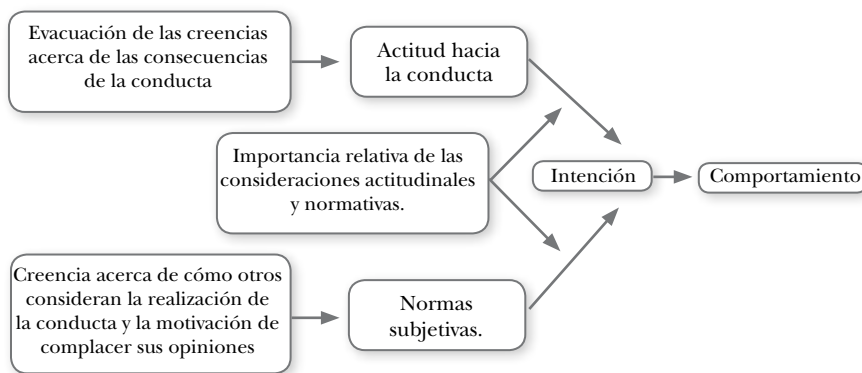 Evacuación de las creencias
acerca de las consecuencias
de la conducta
Actitud hacia
la conducta
Importancia relativa de las
consideraciones actitudinales
y normativas.
Intención
Comportamiento
Creencia acerca de cómo otros
consideran la realización de
la conducta y la motivación de
complacer sus opiniones
Normas
subjetivas.